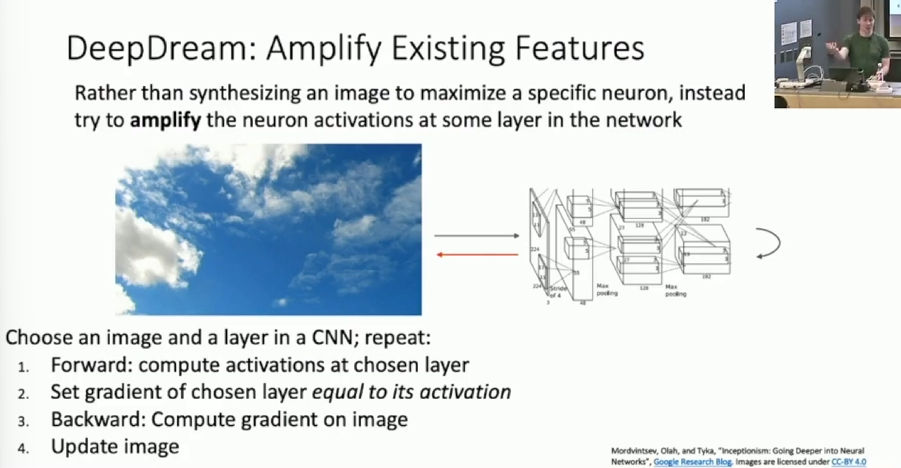 DeepDream: Amplify Existing Features
Rather than synthesizing an image to maximize a specific neuron, instead
try to amplify the neuron activations at some layer in the network
48
128
192
224
Stride
of 4
Max
pooling
Max
pooling
224
3
48
128
192
Choose an image and a layer in a CNN; repeat:
1. Forward: compute activations at chosen layer
2. Set gradient of chosen layer equal to its activation
3. Backward: Compute gradient on image
4. Update image
Mordvintsev, Olah, and Tyka, "Inceptionism: Going Deeper into Neural
Networks", Google Research Blog. Images are licensed under CC-BY 4.0